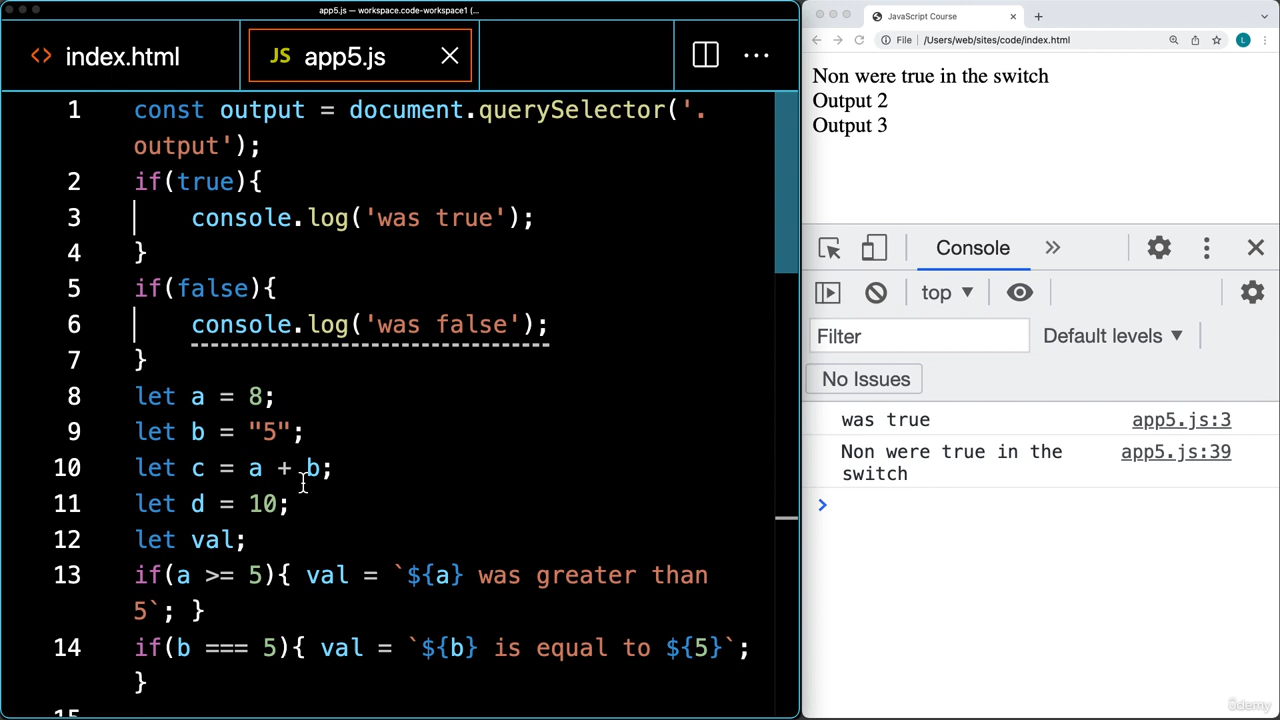 app5.js — workspace.code-workspace1 (...
index.html
JS app5.js
1 const output = document.querySelector('.
output');
2 if(true){
3 console.log('was true');
4 }
5 if(false){
6 console.log('was false');
7 }
8 let a = 8;
9 let b = "5";
10 let c = a + b;
11 let d = 10;
12 let val;
13 if(a >= 5){ val = `${a} was greater than
5`; }
14 if(b === 5){ val = `${b} is equal to ${5}`;
}
15
JavaScript Course
File /Users/web/sites/code/index.html
L
Non were true in the switch
Output 2
Output 3
Console
top
Filter
Default levels
No Issues
was true app5.js:3
Non were true in the app5.js:39
switch
ûdemy